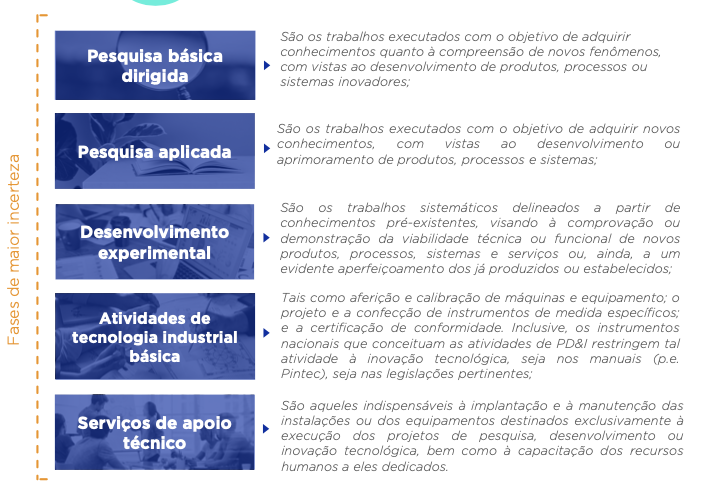 Fases de maior incerteza
Pesquisa básica
dirigida
São os trabalhos executados com o objetivo de adquirir
conhecimentos quanto à compreensão de novos fenômenos,
com vistas ao desenvolvimento de produtos, processos ou
sistemas inovadores;
Pesquisa aplicada
São os trabalhos executados com o objetivo de adquirir novos
conhecimentos, com vistas ao desenvolvimento ou
aprimoramento de produtos, processos e sistemas;
Desenvolvimento
experimental
São os trabalhos sistemáticos delineados a partir de
conhecimentos pré-existentes, visando à comprovação ou
demonstração da viabilidade técnica ou funcional de novos
produtos, processos, sistemas e serviços ou, ainda, a um
evidente aperfeiçoamento dos já produzidos ou estabelecidos;
Atividades de
tecnologia industrial
básica
Tais como aferição e calibração de máquinas e equipamento; o
projeto e a confecção de instrumentos de medida específicos;
e a certificação de conformidade. Inclusive, os instrumentos
nacionais que conceituam as atividades de PD&I restringem tal
atividade à inovação tecnológica, seja nos manuais (p.e.
Pintec), seja nas legislações pertinentes;
Serviços de apoio
técnico
São aqueles indispensáveis à implantação e à manutenção das
instalações ou dos equipamentos destinados exclusivamente à
execução dos projetos de pesquisa, desenvolvimento ou
inovação tecnológica, bem como à capacitação dos recursos
humanos a eles dedicados.